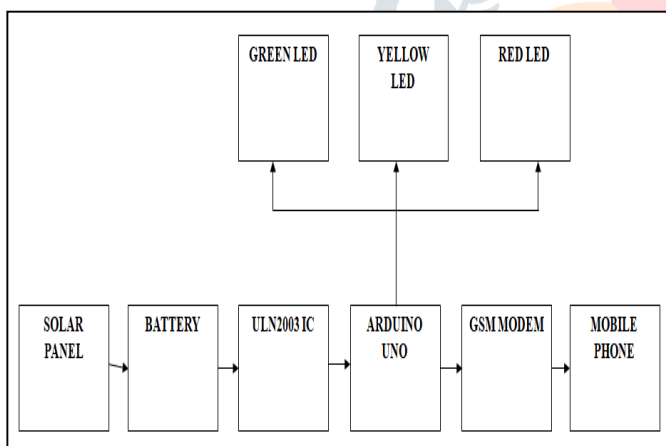 GREEN LED
YELLOW
LED
RED LED
SOLAR
PANEL
BATTERY
ULN2003 IC
ARDUINO
UNO
GSM MODEM
MOBILE
PHONE